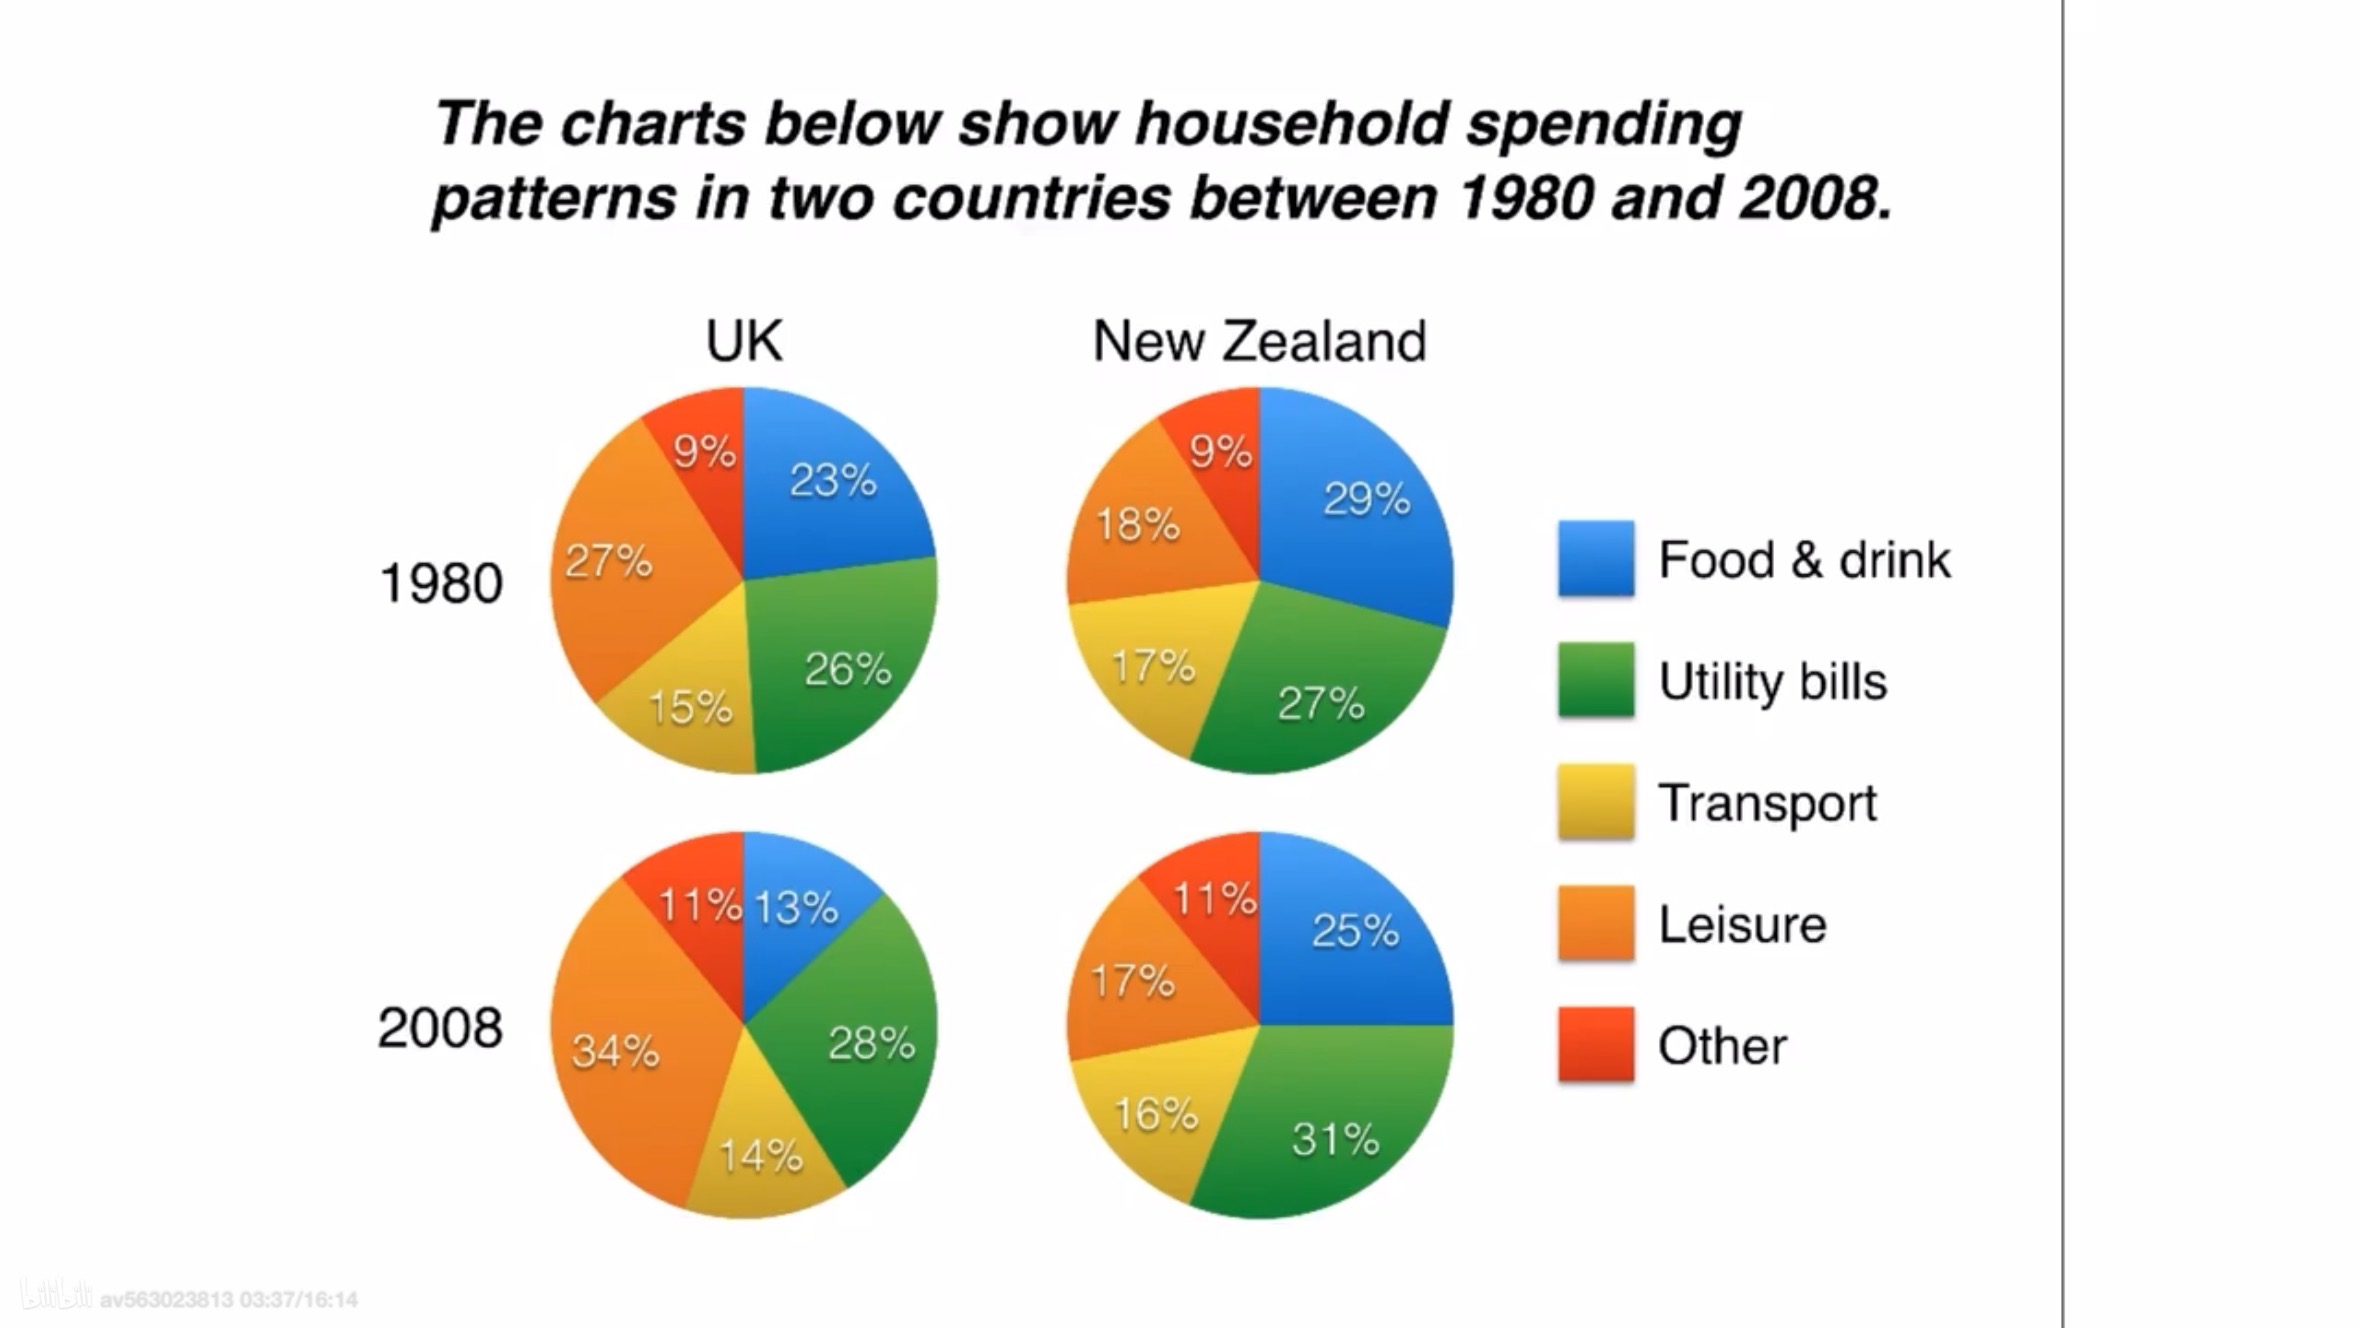 The charts below show household spending
patterns in two countries between 1980 and 2008.
UK
New Zealand
1980
9%
23%
27%
26%
15%
9%
29%
18%
17%
27%
2008
11%
13%
34%
28%
14%
11%
25%
17%
16%
31%
Food & drink
Utility bills
Transport
Leisure
Other
bilibili av563023813 03:37/16:14